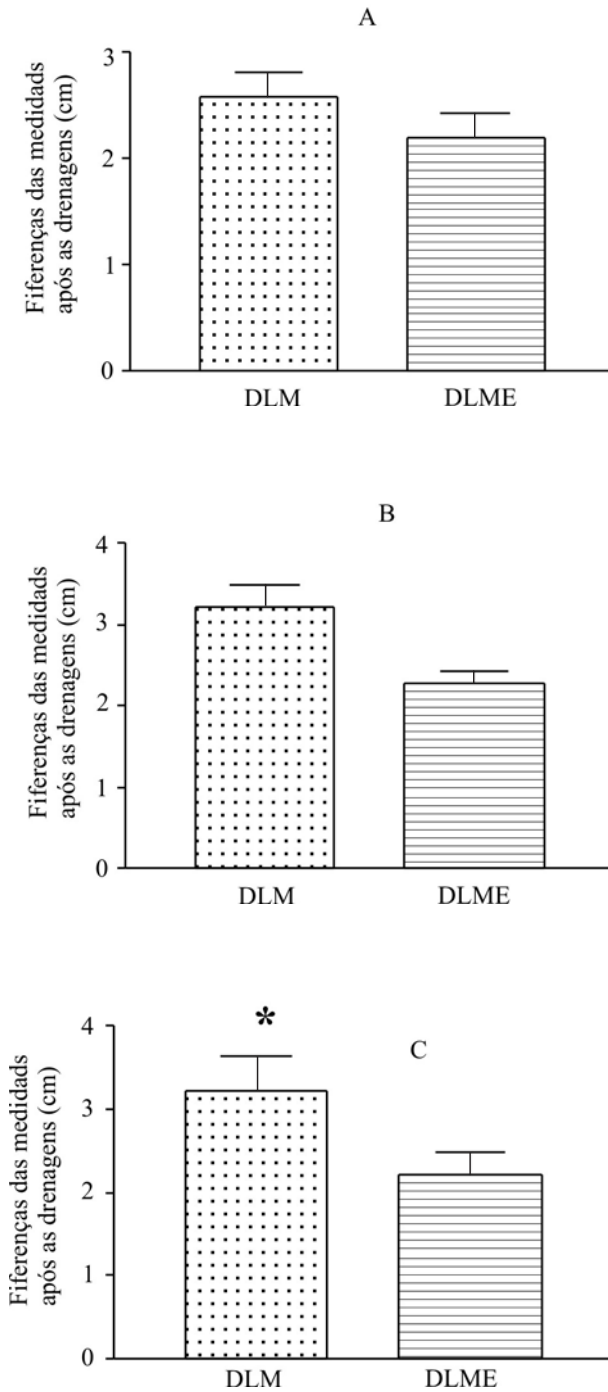 A
Fiferenças das medidads
após as drenagens (cm)
3
2
1
0
DLM
DLME
B
Fiferenças das medidads
após as drenagens (cm)
4
3
2
1
0
DLM
DLME
*
C
Fiferenças das medidads
após as drenagens (cm)
4
3
2
1
0
DLM
DLME